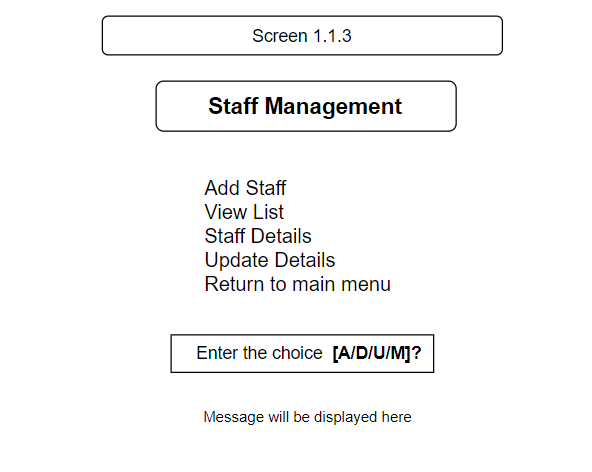 Screen 1.1.3
Staff Management
Add Staff
View List
Staff Details
Update Details
Return to main menu
Enter the choice [A/D/U/M]?
Message will be displayed here